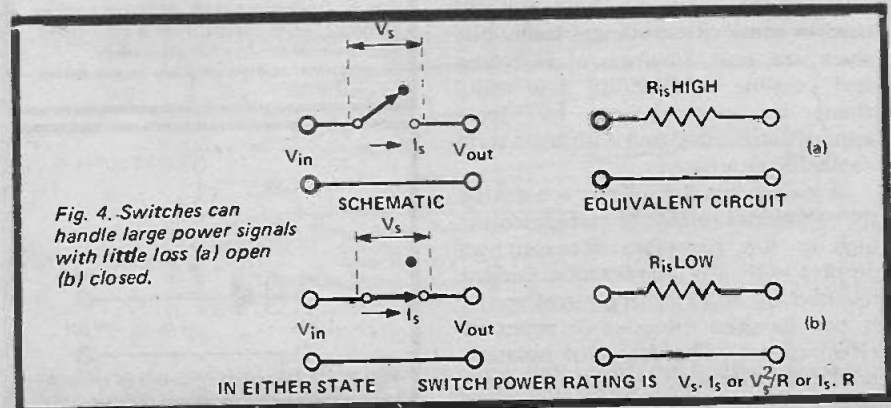 Vs
Vin
Is
Vout
SCHEMATIC
RisHIGH
(a)
EQUIVALENT CIRCUIT
Fig. 4. Switches can
handle large power signals
with little loss (a) open
(b) closed.
Vs
Vin
Is
Vout
RisLOW
(b)
IN EITHER STATE SWITCH POWER RATING IS Vs. Is or Vs²/R or Is. R